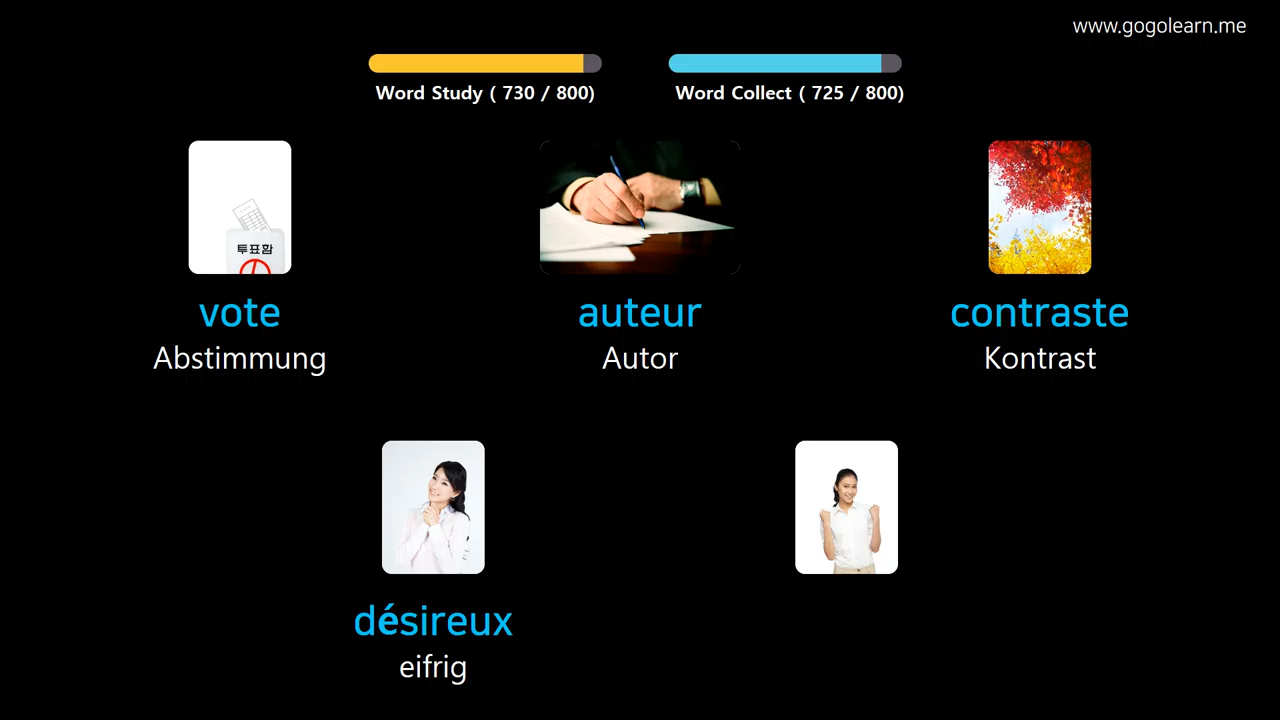 www.gogolearn.me
Word Study ( 730 / 800)
Word Collect ( 725 / 800)
투표함
vote
Abstimmung
auteur
Autor
contraste
Kontrast
désireux
eifrig